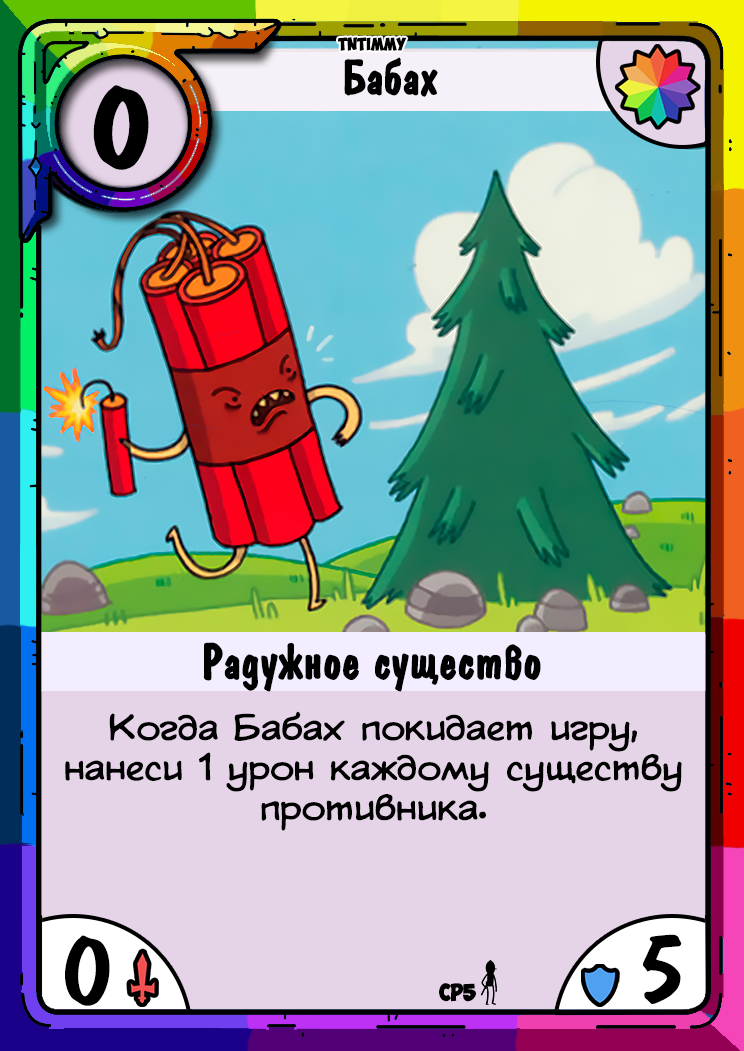 TNTIMMY
0
Бабах
Радужное существо
Когда Бабах покидает игру,
нанеси 1 урон каждому существу
противника.
0
CP5
5